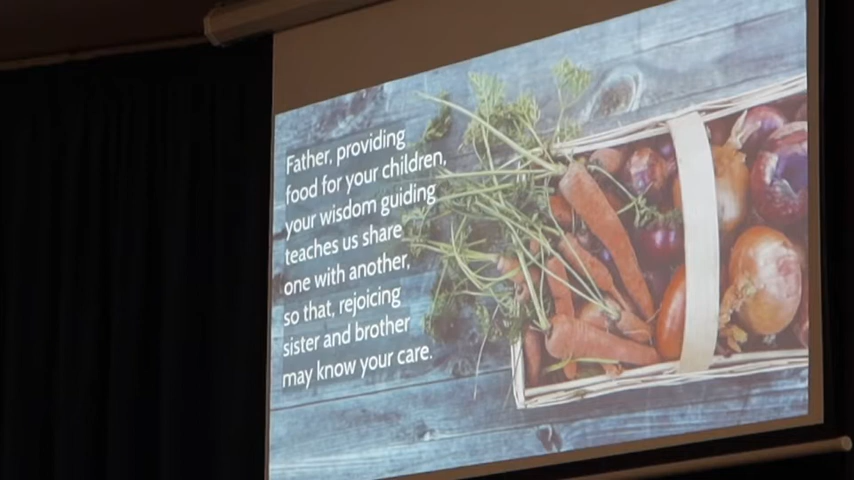 Father, providing
food for your children,
your wisdom guiding
teaches us share
one with another,
so that, rejoicing
sister and brother
may know your care.